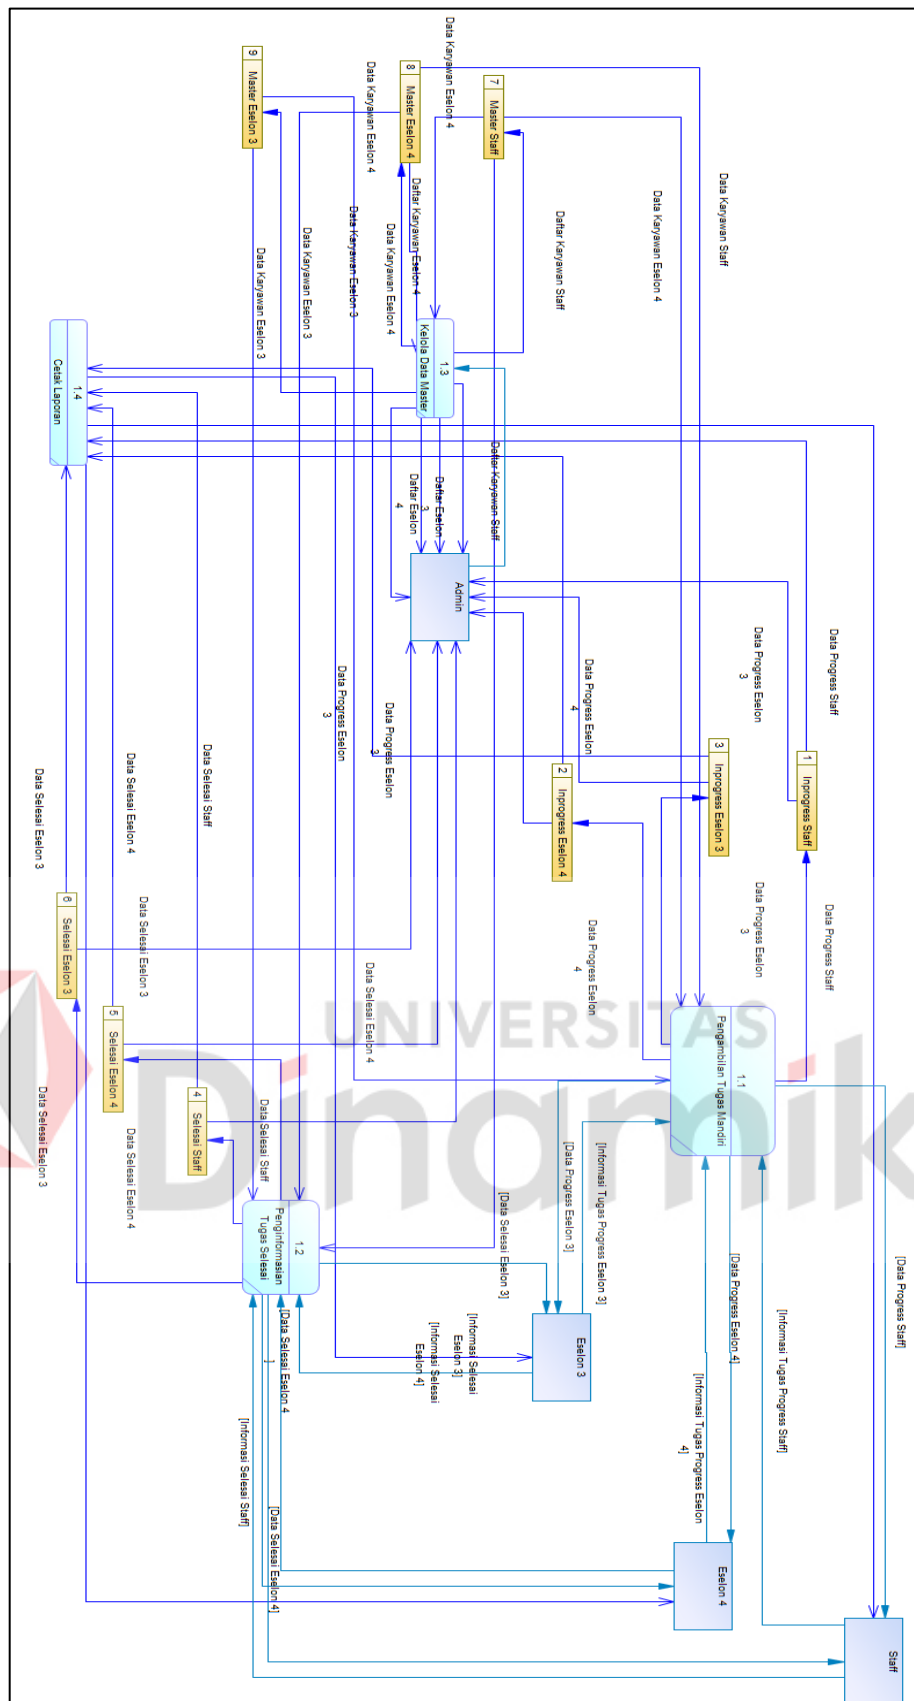 [Data Progress Staff]
Staff
Data Progress Staff
Data Progress Staff
1
Inprogress Staff
[Informasi Tugas Progress Staff]
Data Progress Eselon
3
Data Progress Eselon
3
1.1
Pengambilan Tugas Mandiri
[Data Progress Eselon 4]
Data Karyawan Staff
3
Inprogress Eselon 3
Eselon 4
[Informasi Tugas Progress Eselon
4]
Data Karyawan Eselon 4
[Informasi Tugas Progress Eselon 3]
Data Progress Eselon
4
Data Progress Eselon
4
Eselon 3
[Data Progress Eselon 3]
2
Inprogress Eselon 4
Daftar Karyawan Staff
[Data Selesai Eselon 3]
7
Master Staff
Daftar Karyawan Staff
[Informasi Selesai
Eselon 3]
[Informasi Selesai
Eselon 4]
Admin
Data Karyawan Eselon 4
1.3
Kelola Data Master
Daftar Eselon
3
Daftar Eselon
4
Daftar Karyawan Eselon 4
8
Master Eselon 4
Data Karyawan Eselon 4
Data Progress Eselon
3
Data Karyawan Eselon 4
Data Selesai Eselon 4
Data Karyawan Eselon 3
Data Progress Eselon
3
Data Karyawan Eselon 3
1.2
Penginformasian
Tugas Selesai
[Data Selesai Eselon 4
]
[Data Selesai Eselon 4]
Data Selesai Staff
[Informasi Selesai Staff]
9
Master Eselon 3
Data Karyawan Eselon 3
Data Selesai Staff
4
Selesai Staff
Data Selesai Eselon 3
Data Selesai Eselon 4
Data Selesai Eselon 4
5
Selesai Eselon 4
1.4
Cetak Laporan
6
Selesai Eselon 3
Data Selesai Eselon 3
Data Selesai Eselon 3
UNIVERSITAS
Dinamik